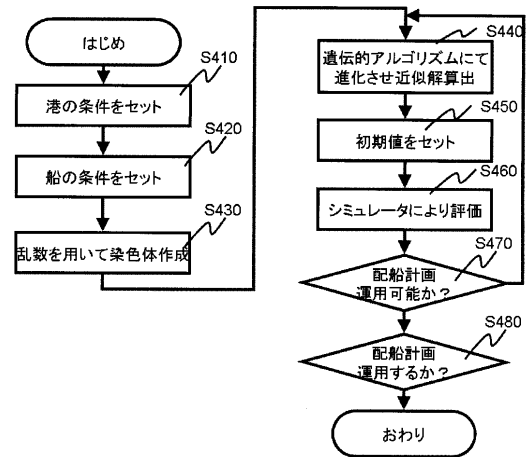 はじめ
S410
港の条件をセット
S420
船の条件をセット
S430
乱数を用いて染色体作成
S440
遺伝的アルゴリズムにて
進化させ近似解算出
S450
初期値をセット
S460
シミュレータにより評価
S470
配船計画
運用可能か?
S480
配船計画
運用するか?
おわり